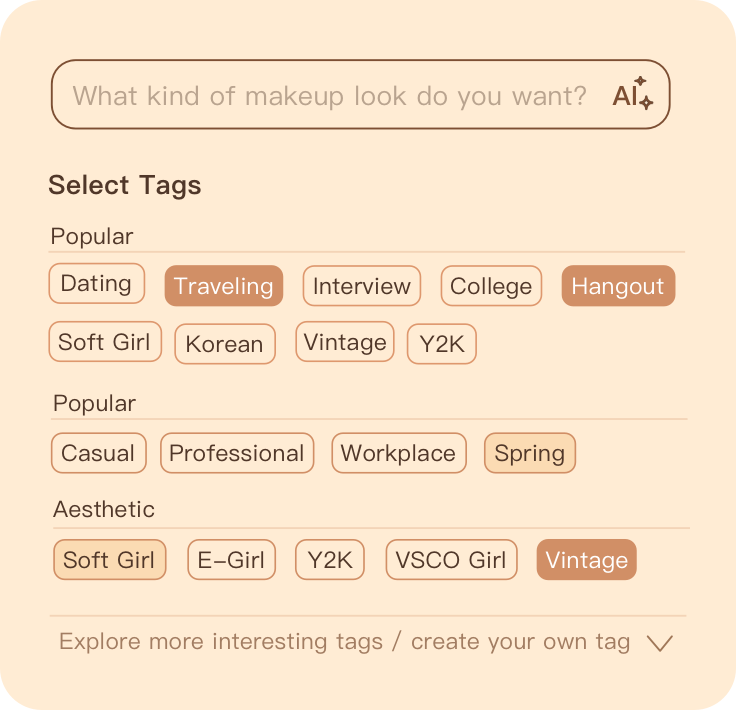 What kind of makeup look do you want? AI
Select Tags
Popular
Dating Traveling Interview College Hangout
Soft Girl Korean Vintage Y2K
Popular
Casual Professional Workplace Spring
Aesthetic
Soft Girl E–Girl Y2K VSCO Girl Vintage
Explore more interesting tags / create your own tag